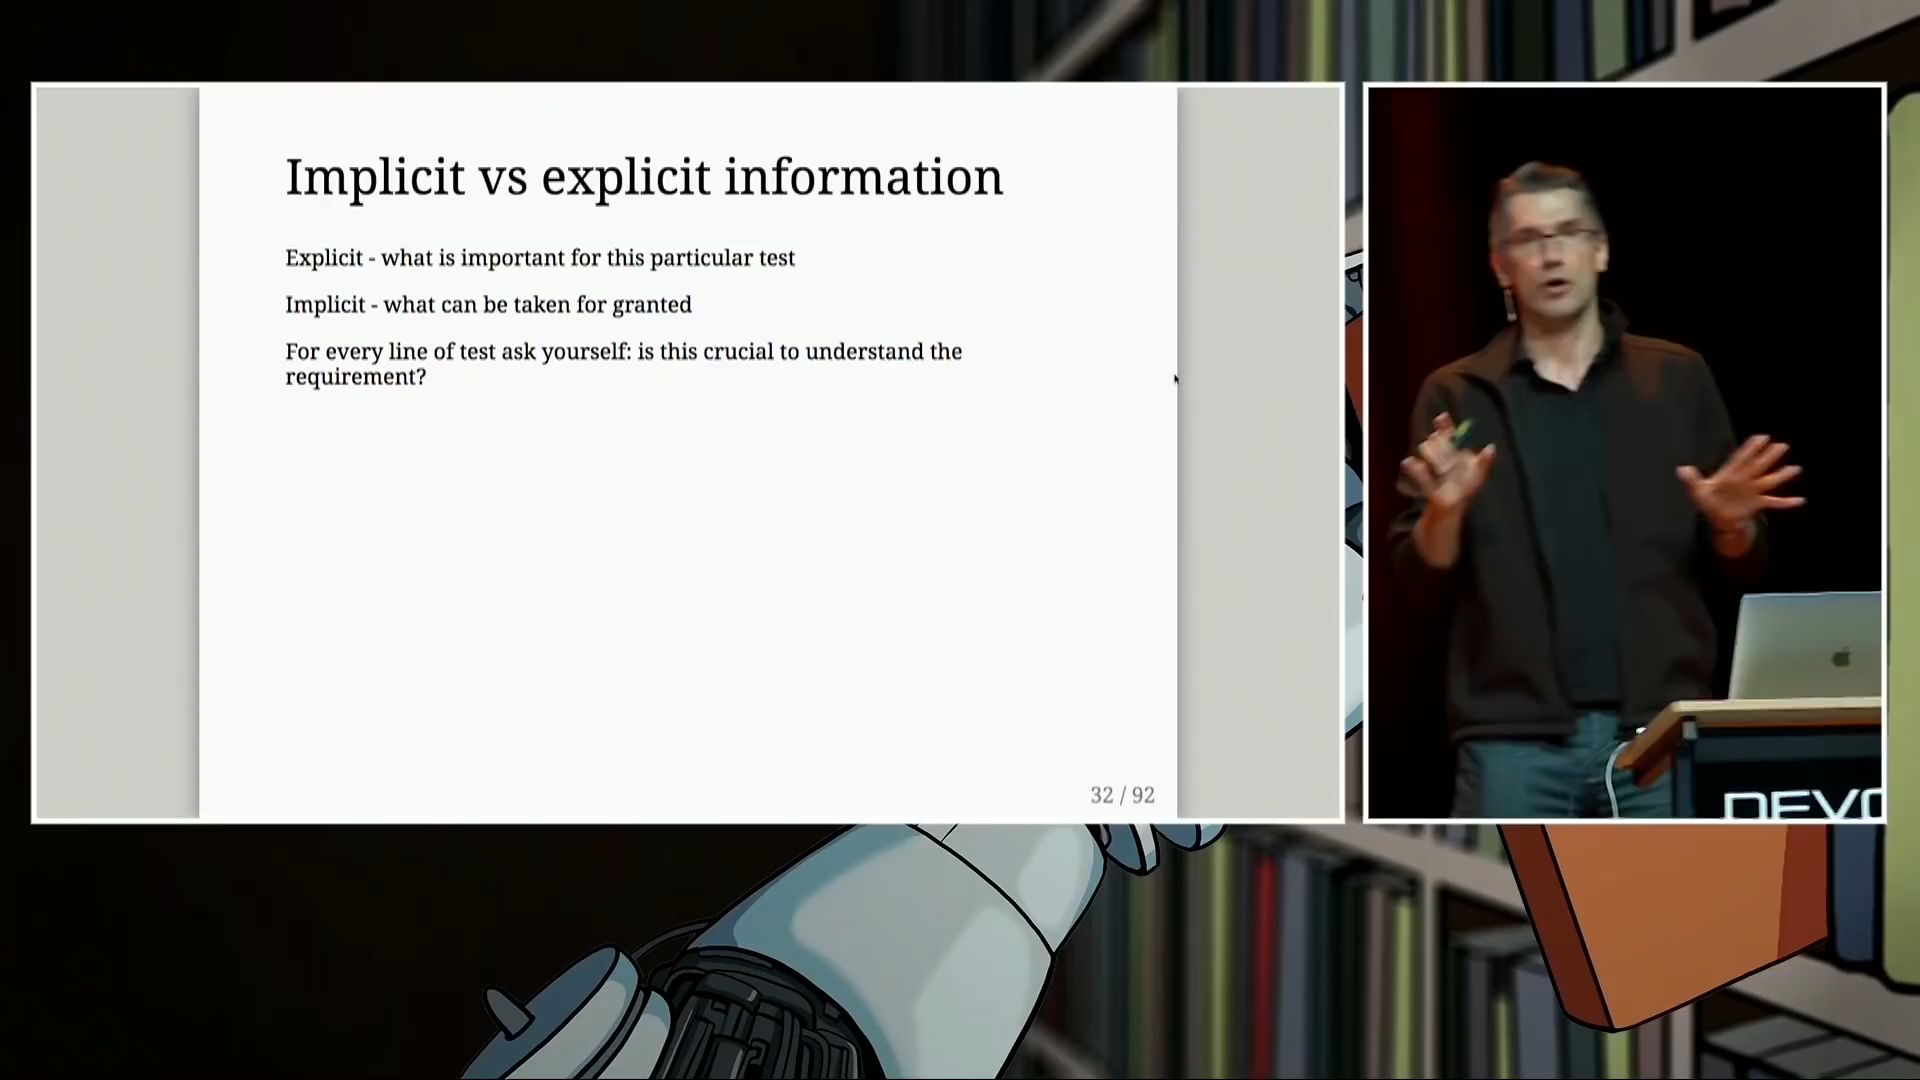 Implicit vs explicit information
Explicit - what is important for this particular test
Implicit - what can be taken for granted
For every line of test ask yourself: is this crucial to understand the
requirement?
32 / 92
DEVO